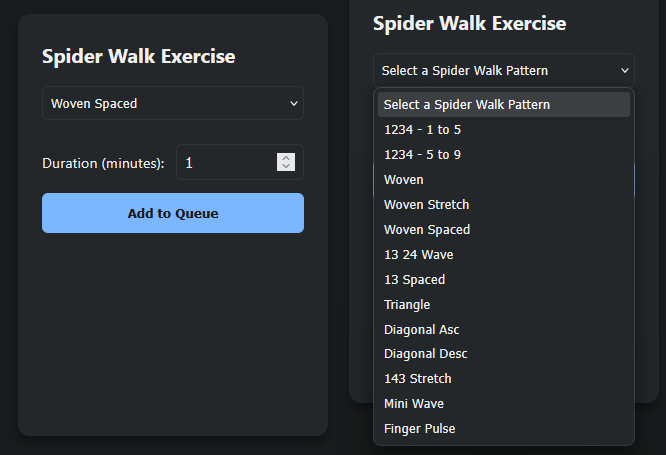 Spider Walk Exercise
Woven Spaced
Duration (minutes): 1
Add to Queue
Spider Walk Exercise
Select a Spider Walk Pattern
Select a Spider Walk Pattern
1234 - 1 to 5
1234 - 5 to 9
Woven
Woven Stretch
Woven Spaced
13 24 Wave
13 Spaced
Triangle
Diagonal Asc
Diagonal Desc
143 Stretch
Mini Wave
Finger Pulse